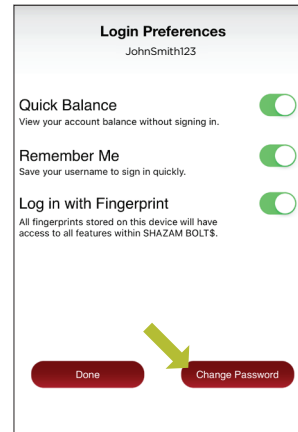 Login Preferences
JohnSmith123
Quick Balance
View your account balance without signing in.
Remember Me
Save your username to sign in quickly.
Log in with Fingerprint
All fingerprints stored on this device will have
access to all features within SHAZAM BOLT$.
Done
Change Password